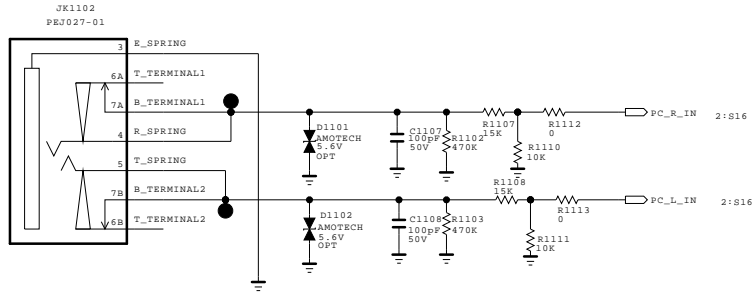 JK1102
PEJ027-01
3 E_SPRING
6A T_TERMINAL1
7A B_TERMINAL1
4 R_SPRING
5 T_SPRING
7B B_TERMINAL2
6B T_TERMINAL2
D1101
AMOTECH
5.6V
OPT
C1107
100pF
50V
R1102
470K
R1107
15K
R1112
0
R1110
10K
PC_R_IN 2:S16
D1102
AMOTECH
5.6V
OPT
C1108
100pF
50V
R1103
470K
R1108
15K
R1113
0
R1111
10K
PC_L_IN 2:S16